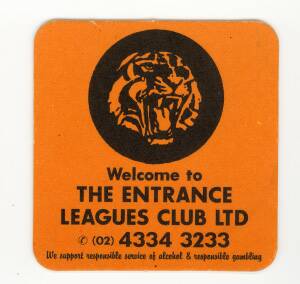 Welcome to
THE ENTRANCE
LEAGUES CLUB LTD
✆ (02) 4334 3233
We support responsible service of alcohol & responsible gambling